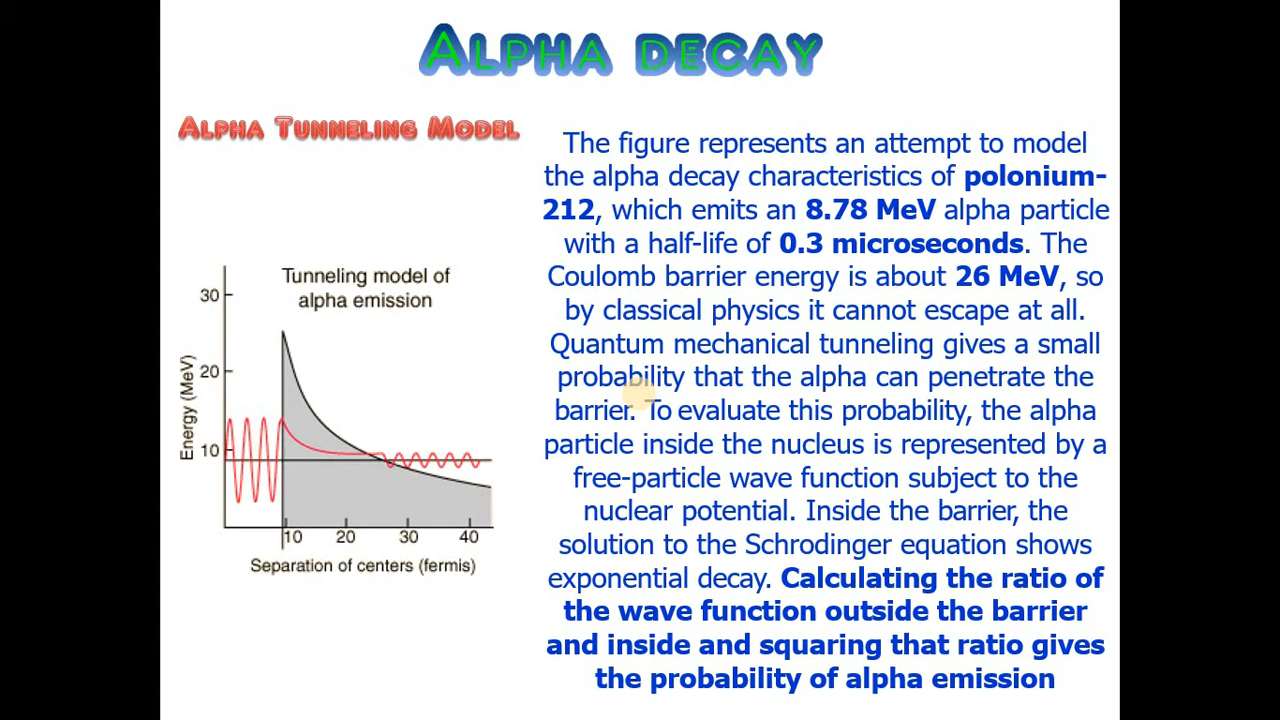 ALPHA DECAY
ALPHA TUNNELING MODEL
The figure represents an attempt to model
the alpha decay characteristics of polonium-
212, which emits an 8.78 MeV alpha particle
with a half-life of 0.3 microseconds. The
Coulomb barrier energy is about 26 MeV, so
by classical physics it cannot escape at all.
Quantum mechanical tunneling gives a small
probability that the alpha can penetrate the
barrier. To evaluate this probability, the alpha
particle inside the nucleus is represented by a
free-particle wave function subject to the
nuclear potential. Inside the barrier, the
solution to the Schrodinger equation shows
exponential decay. Calculating the ratio of
the wave function outside the barrier
and inside and squaring that ratio gives
the probability of alpha emission
Tunneling model of
alpha emission
30
20
10
Energy (MeV)
10 20 30 40
Separation of centers (fermis)